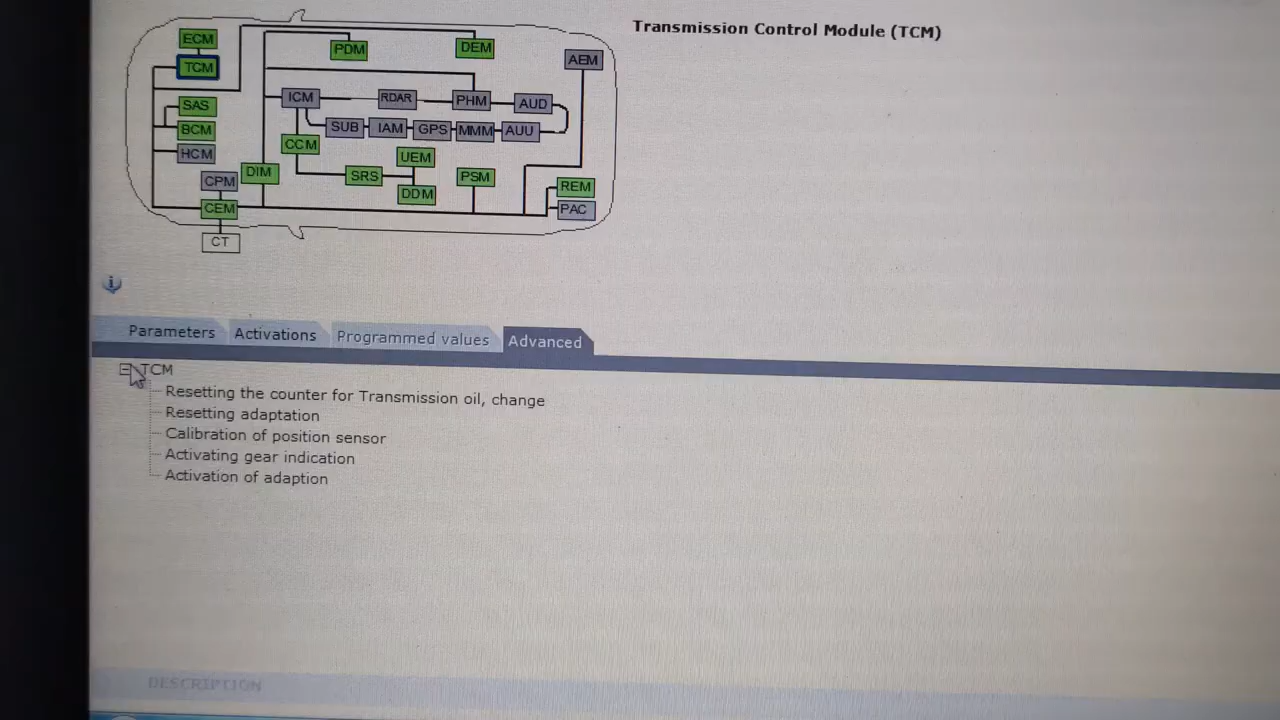 Transmission Control Module (TCM)
ECM
PDM
DEM
AEM
TCM
ICM
RDAR
PHM
AUD
SAS
SUB
IAM
GPS
MMM
AUU
BCM
CCM
HCM
UEM
DIM
SRS
PSM
CPM
DDM
REM
CEM
PAC
CT
Parameters
Activations
Programmed values
Advanced
TCM
Resetting the counter for Transmission oil, change
Resetting adaptation
Calibration of position sensor
Activating gear indication
Activation of adaption
DESCRIPTION